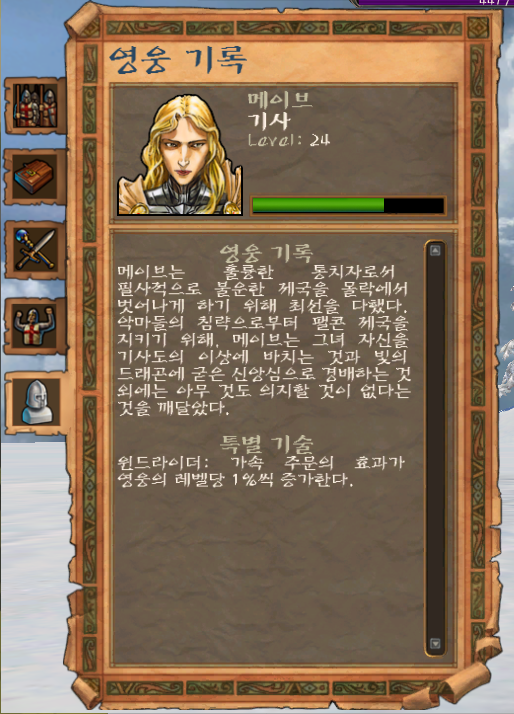 영웅 기록
메이브
기사
Level: 24
영웅 기록
메이브는 훌륭한 통치자로서
필사적으로 불운한 제국을 몰락에서
벗어나게 하기 위해 최선을 다했다.
악마들의 침략으로부터 팰콘 제국을
지키기 위해, 메이브는 그녀 자신을
기사도의 이상에 바치는 것과 빛의
드래곤에 굳은 신앙심으로 경배하는 것
외에는 아무 것도 의지할 것이 없다는
것을 깨달았다.
특별 기술
윈드라이더: 가속 주문의 효과가
영웅의 레벨당 1%씩 증가한다.